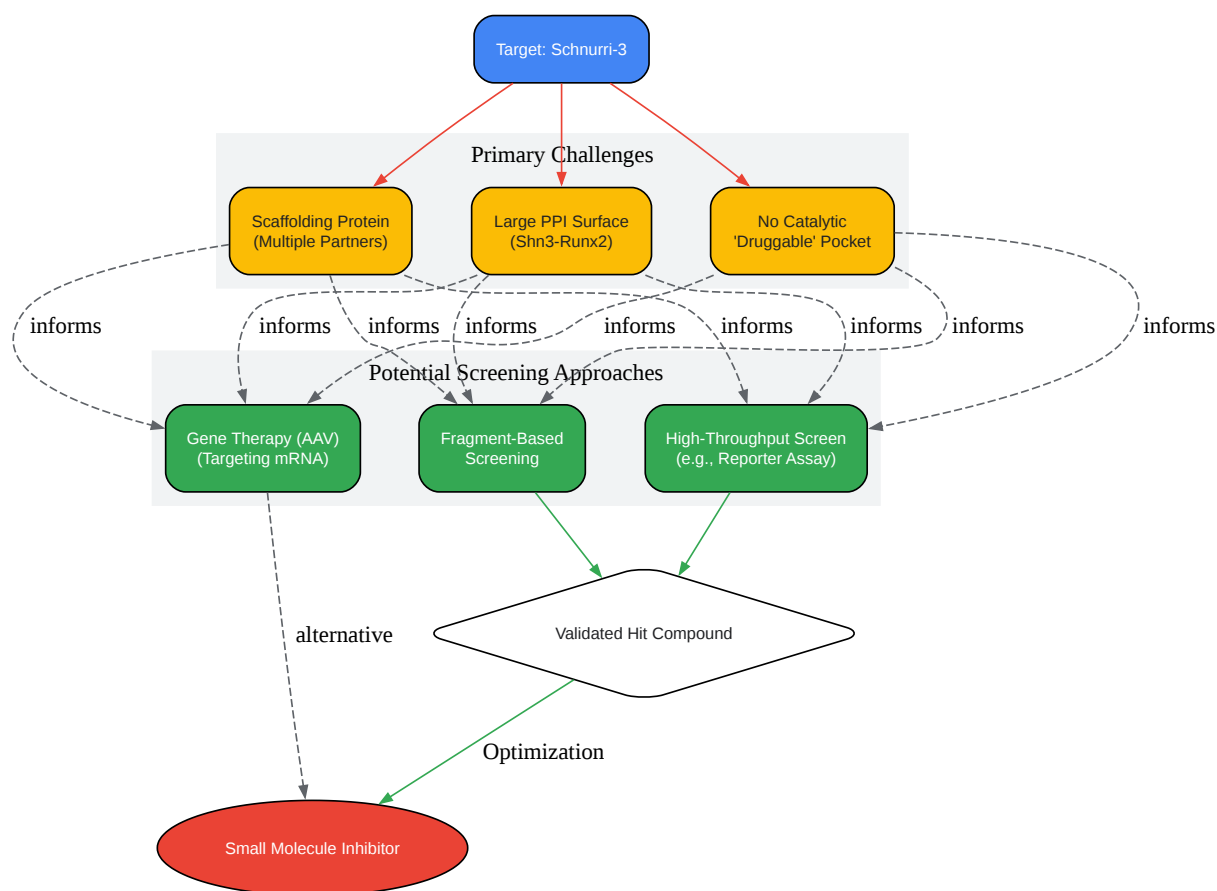 Target: Schnurri-3
Primary Challenges
Scaffolding Protein
(Multiple Partners)
Large PPI Surface
(Shn3-Runx2)
No Catalytic
'Druggable' Pocket
informs
informs
informs
informs
informs
informs
informs
informs
informs
Potential Screening Approaches
Gene Therapy (AAV)
(Targeting mRNA)
Fragment-Based
Screening
High-Throughput Screen
(e.g., Reporter Assay)
alternative
Validated Hit Compound
Optimization
Small Molecule Inhibitor